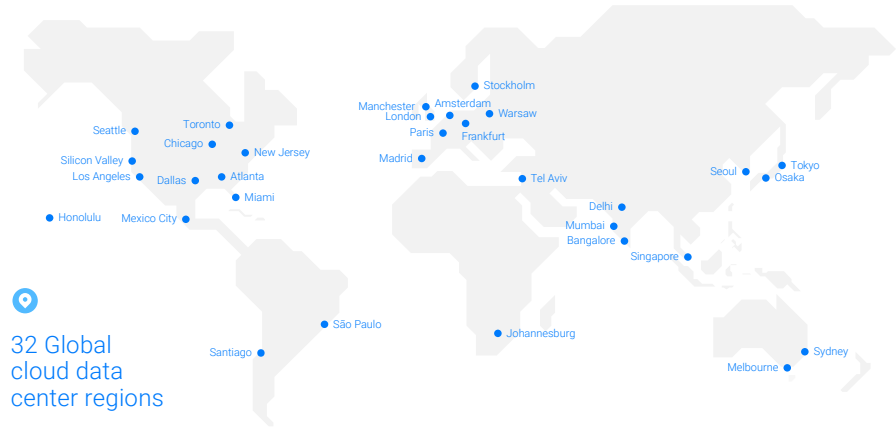 Stockholm
Manchester
Amsterdam
London
Warsaw
Toronto
Seattle
Paris
Frankfurt
Chicago
New Jersey
Silicon Valley
Madrid
Tokyo
Seoul
Los Angeles
Dallas
Atlanta
Tel Aviv
Osaka
Miami
Delhi
Honolulu
Mexico City
Mumbai
Bangalore
Singapore
São Paulo
Johannesburg
32 Global
cloud data
center regions
Santiago
Sydney
Melbourne